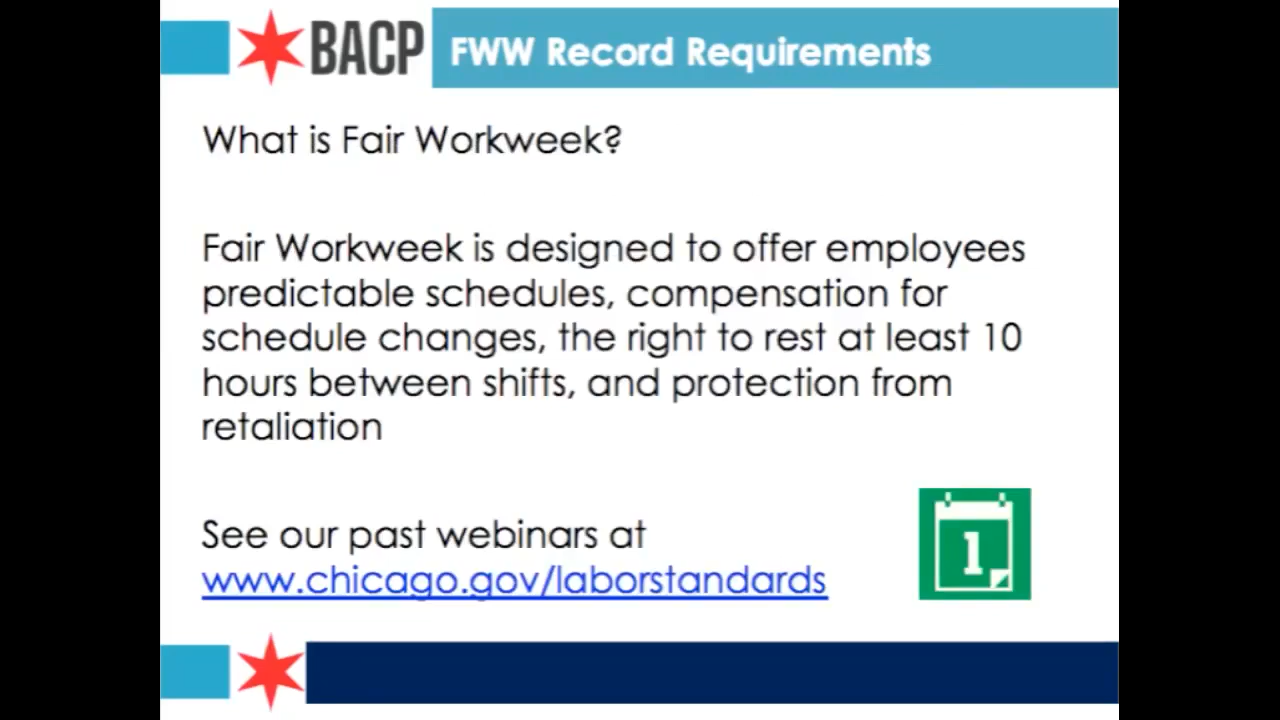 BACP
FWW Record Requirements
What is Fair Workweek?
Fair Workweek is designed to offer employees
predictable schedules, compensation for
schedule changes, the right to rest at least 10
hours between shifts, and protection from
retaliation
See our past webinars at
www.chicago.gov/laborstandards
1